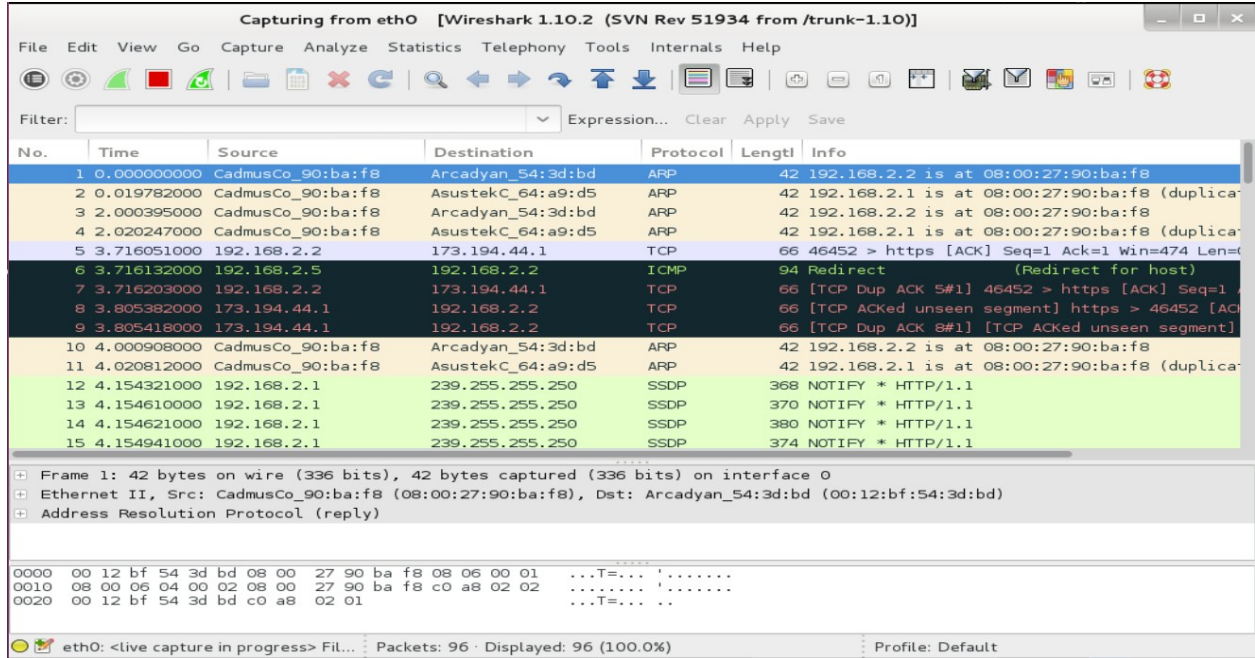 Capturing from eth0 [Wireshark 1.10.2 (SVN Rev 51934 from /trunk-1.10)]
File Edit View Go Capture Analyze Statistics Telephony Tools Internals Help
Filter: Expression... Clear Apply Save
No. Time Source Destination Protocol Lengtl Info
1 0.000000000 CadmusCo_90:ba:f8 Arcadyan_54:3d:bd ARP 42 192.168.2.2 is at 08:00:27:90:ba:f8
2 0.019782000 CadmusCo_90:ba:f8 AsustekC_64:a9:d5 ARP 42 192.168.2.1 is at 08:00:27:90:ba:f8 (duplicat
3 2.000395000 CadmusCo_90:ba:f8 Arcadyan_54:3d:bd ARP 42 192.168.2.2 is at 08:00:27:90:ba:f8
4 2.020247000 CadmusCo_90:ba:f8 AsustekC_64:a9:d5 ARP 42 192.168.2.1 is at 08:00:27:90:ba:f8 (duplicat
5 3.716051000 192.168.2.2 173.194.44.1 TCP 66 46452 > https [ACK] Seq=1 Ack=1 Win=474 Len=0
6 3.716132000 192.168.2.5 192.168.2.2 ICMP 94 Redirect (Redirect for host)
7 3.716203000 192.168.2.2 173.194.44.1 TCP 66 [TCP Dup ACK 5#1] 46452 > https [ACK] Seq=1 A
8 3.805382000 173.194.44.1 192.168.2.2 TCP 66 [TCP ACKed unseen segment] https > 46452 [ACK
9 3.805418000 173.194.44.1 192.168.2.2 TCP 66 [TCP Dup ACK 8#1] [TCP ACKed unseen segment]
10 4.000908000 CadmusCo_90:ba:f8 Arcadyan_54:3d:bd ARP 42 192.168.2.2 is at 08:00:27:90:ba:f8
11 4.020812000 CadmusCo_90:ba:f8 AsustekC_64:a9:d5 ARP 42 192.168.2.1 is at 08:00:27:90:ba:f8 (duplicat
12 4.154321000 192.168.2.1 239.255.255.250 SSDP 368 NOTIFY * HTTP/1.1
13 4.154610000 192.168.2.1 239.255.255.250 SSDP 370 NOTIFY * HTTP/1.1
14 4.154621000 192.168.2.1 239.255.255.250 SSDP 380 NOTIFY * HTTP/1.1
15 4.154941000 192.168.2.1 239.255.255.250 SSDP 374 NOTIFY * HTTP/1.1
Frame 1: 42 bytes on wire (336 bits), 42 bytes captured (336 bits) on interface 0
Ethernet II, Src: CadmusCo_90:ba:f8 (08:00:27:90:ba:f8), Dst: Arcadyan_54:3d:bd (00:12:bf:54:3d:bd)
Address Resolution Protocol (reply)
0000 00 12 bf 54 3d bd 08 00 27 90 ba f8 08 06 00 01 ...T=... '.......
0010 08 00 06 04 00 02 08 00 27 90 ba f8 c0 a8 02 02 ........ '.......
0020 00 12 bf 54 3d bd c0 a8 02 01 ...T=... ..
eth0: <live capture in progress> Fil... Packets: 96 · Displayed: 96 (100.0%) Profile: Default